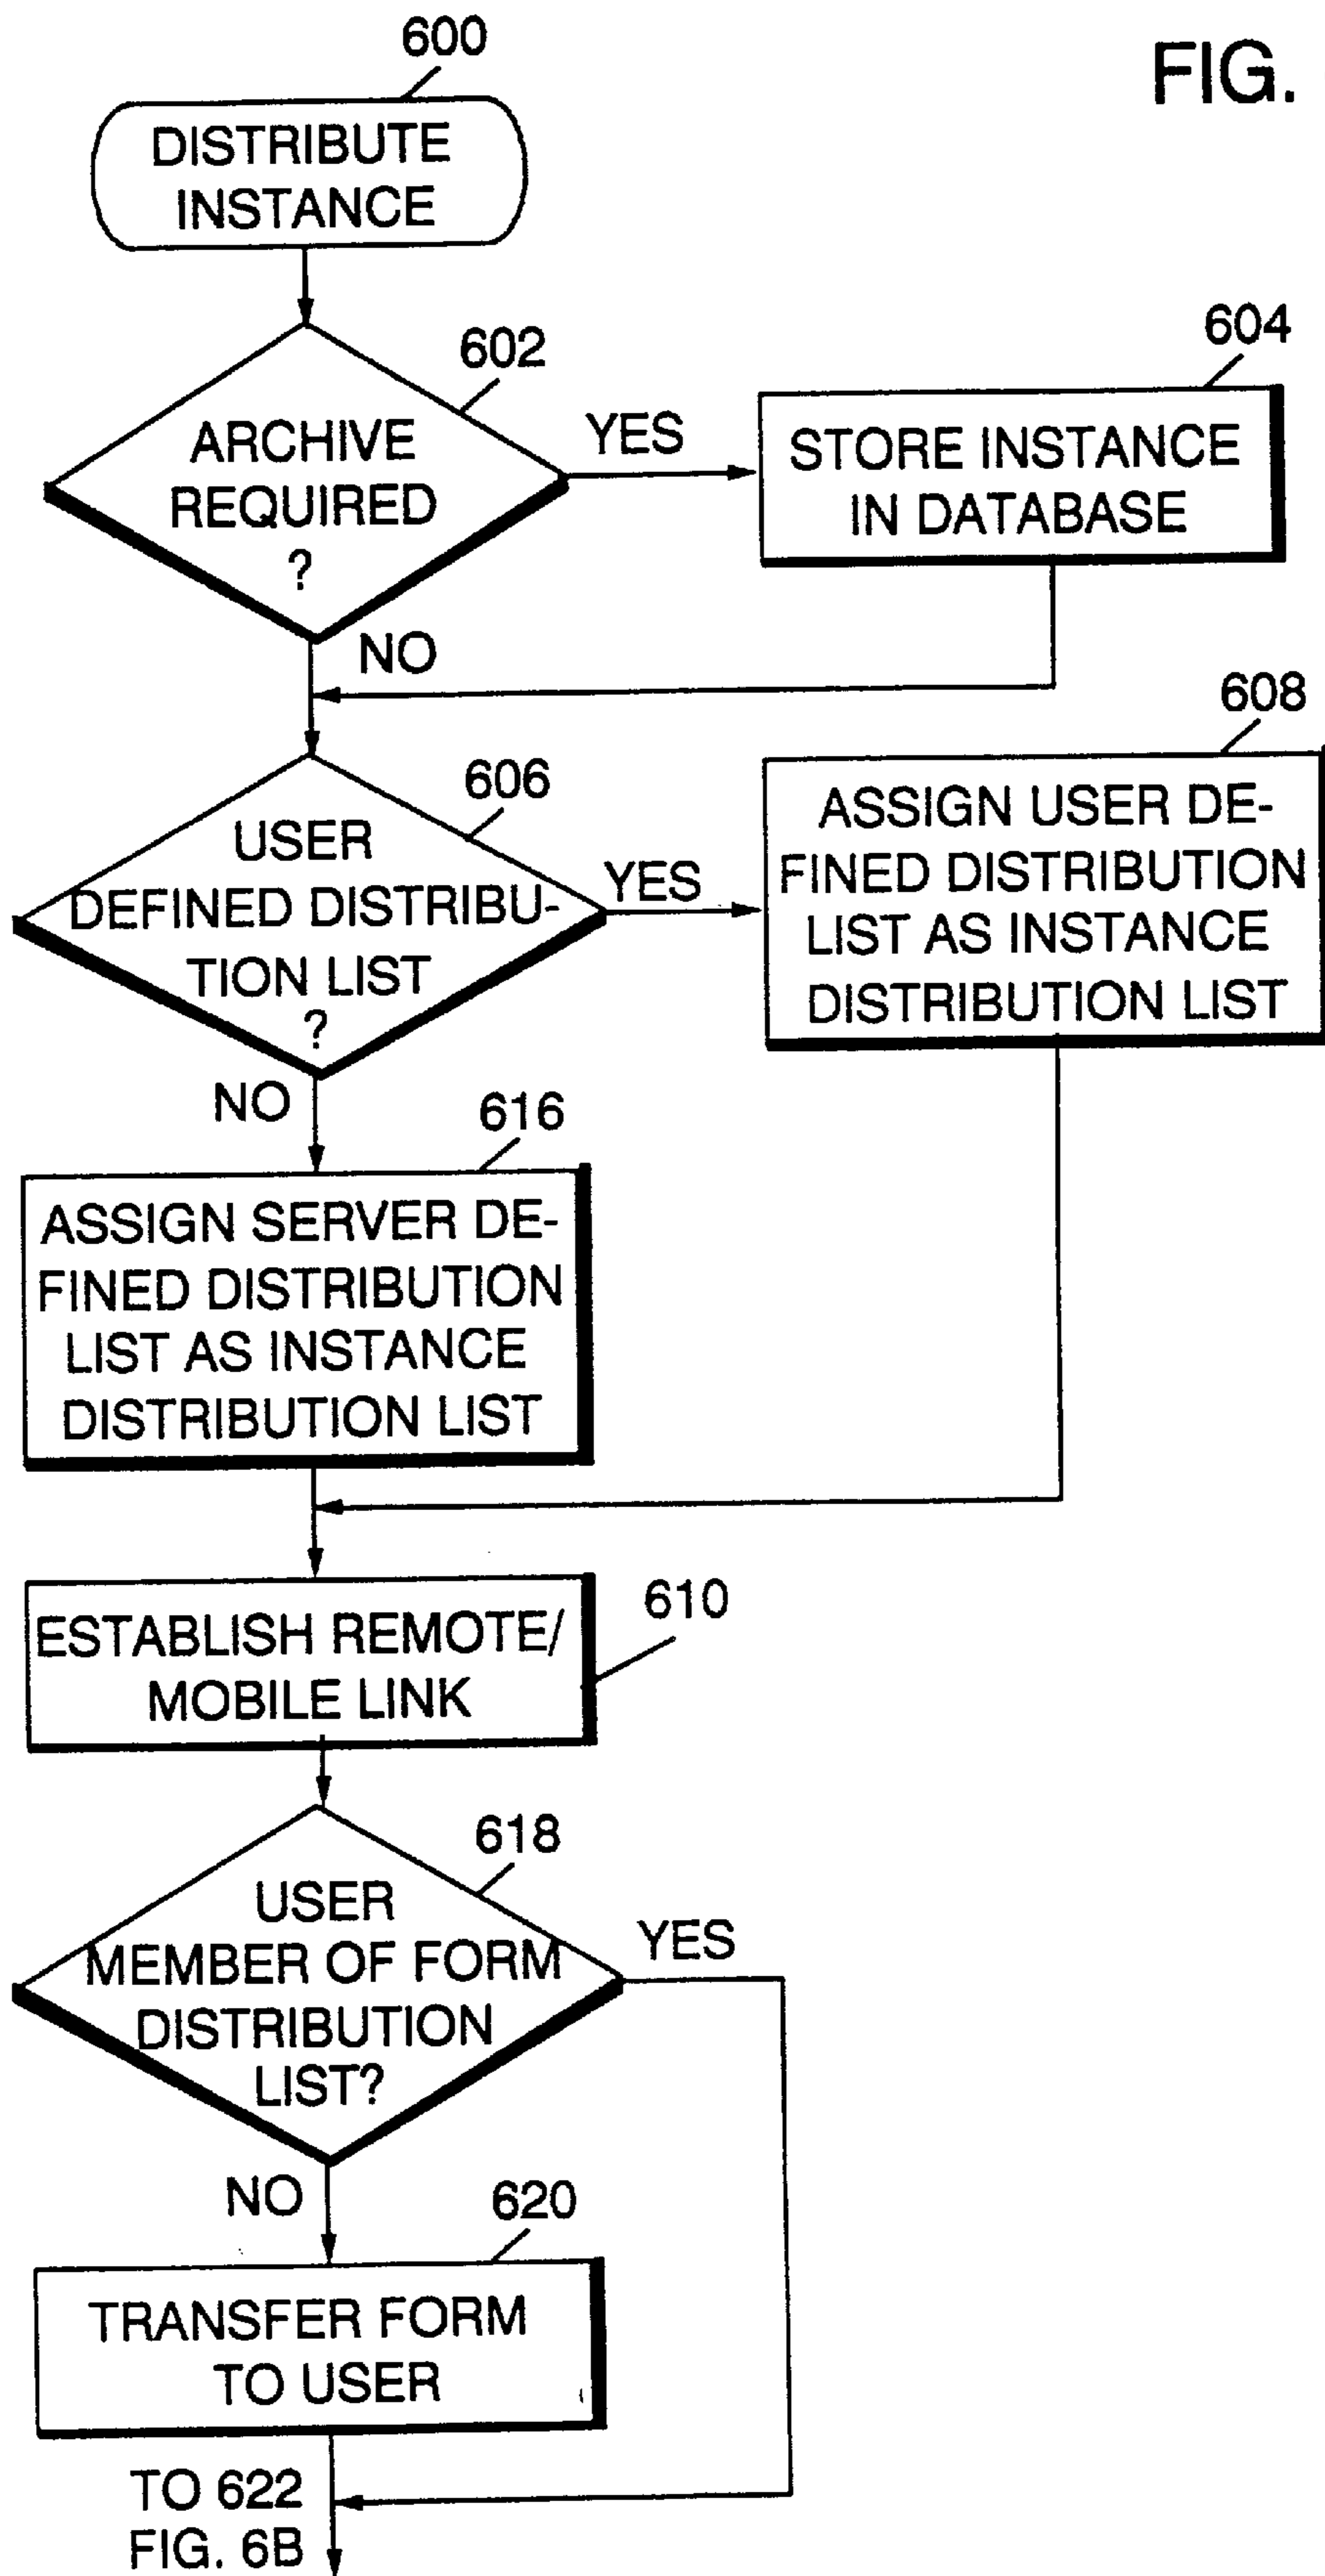 FIG.
600
DISTRIBUTE
INSTANCE
602
ARCHIVE
REQUIRED
?
YES
604
STORE INSTANCE
IN DATABASE
NO
606
USER
DEFINED DISTRIBU-
TION LIST
?
YES
608
ASSIGN USER DE-
FINED DISTRIBUTION
LIST AS INSTANCE
DISTRIBUTION LIST
NO
616
ASSIGN SERVER DE-
FINED DISTRIBUTION
LIST AS INSTANCE
DISTRIBUTION LIST
610
ESTABLISH REMOTE/
MOBILE LINK
618
USER
MEMBER OF FORM
DISTRIBUTION
LIST?
YES
NO
620
TRANSFER FORM
TO USER
TO 622
FIG. 6B